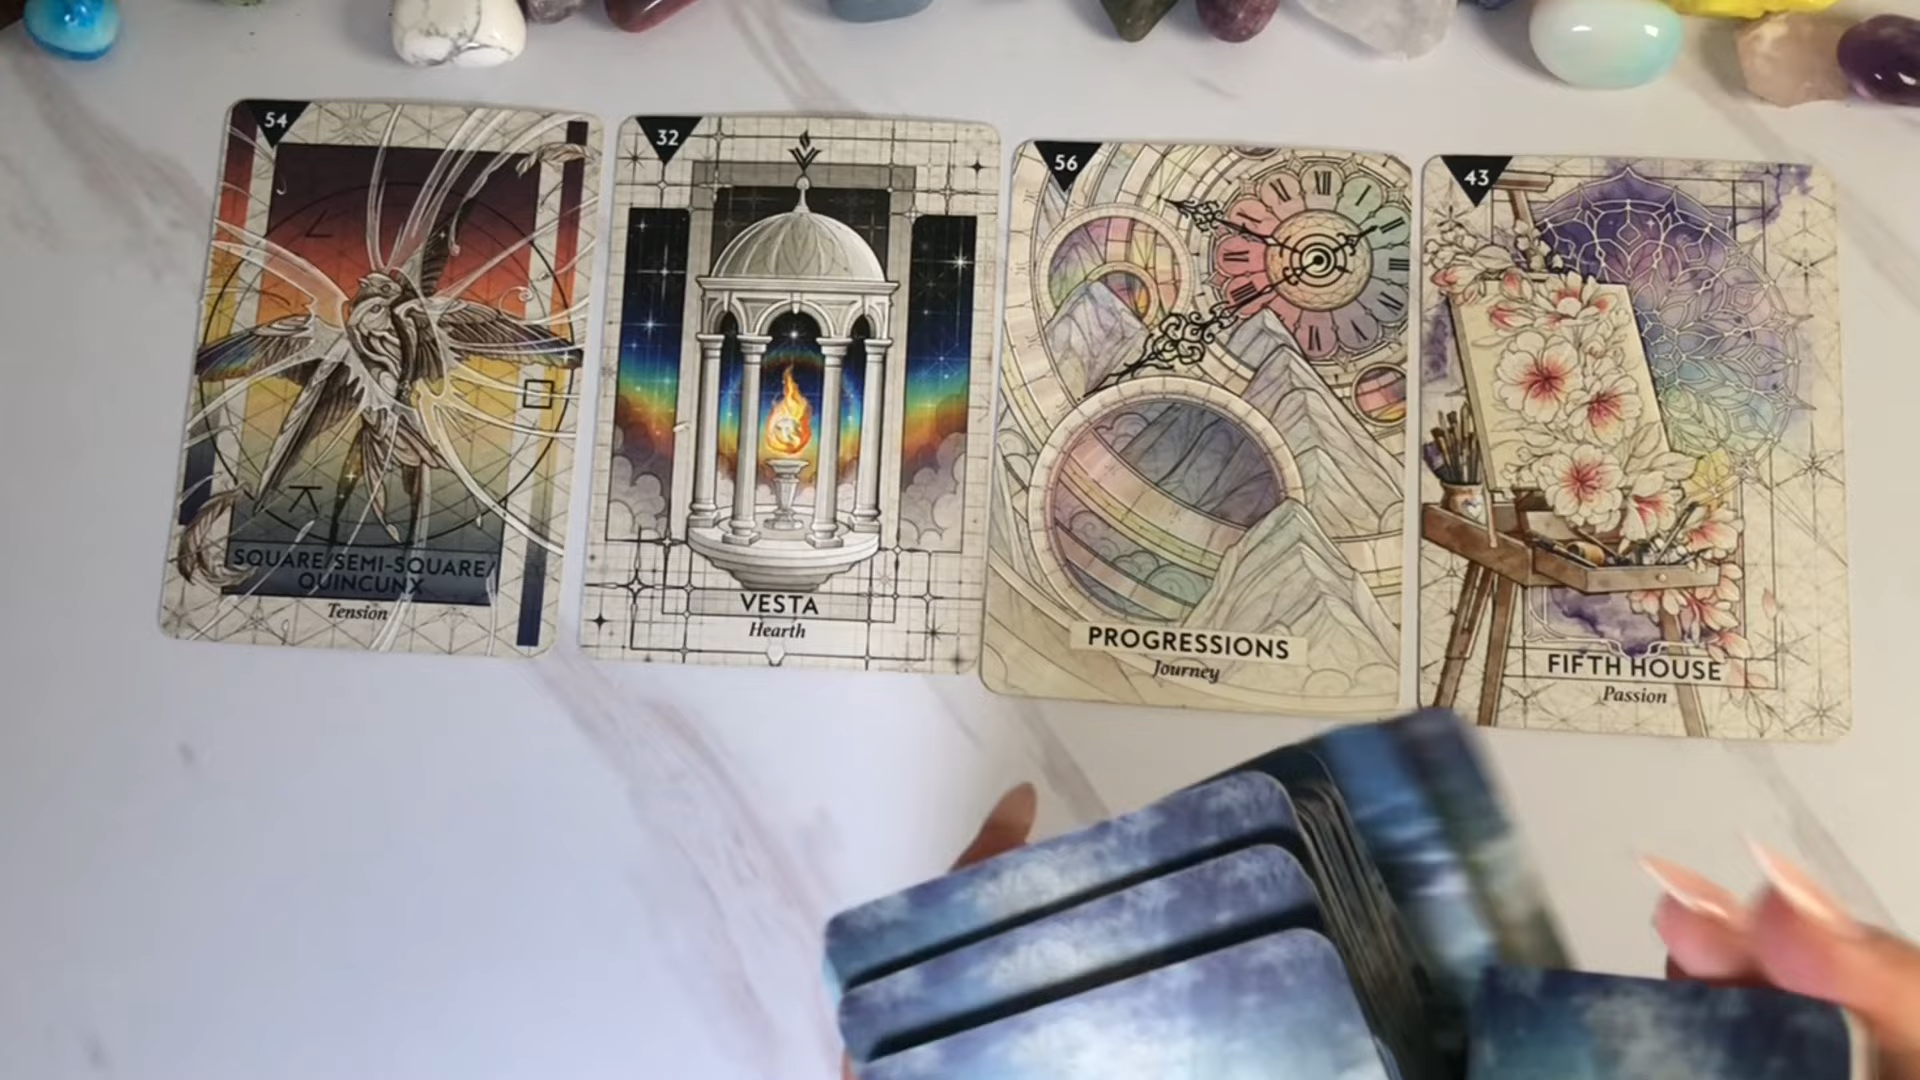 54
SQUARE/SEMI-SQUARE/
QUINCUNX
Tension
32
VESTA
Hearth
56
PROGRESSIONS
Journey
43
FIFTH HOUSE
Passion